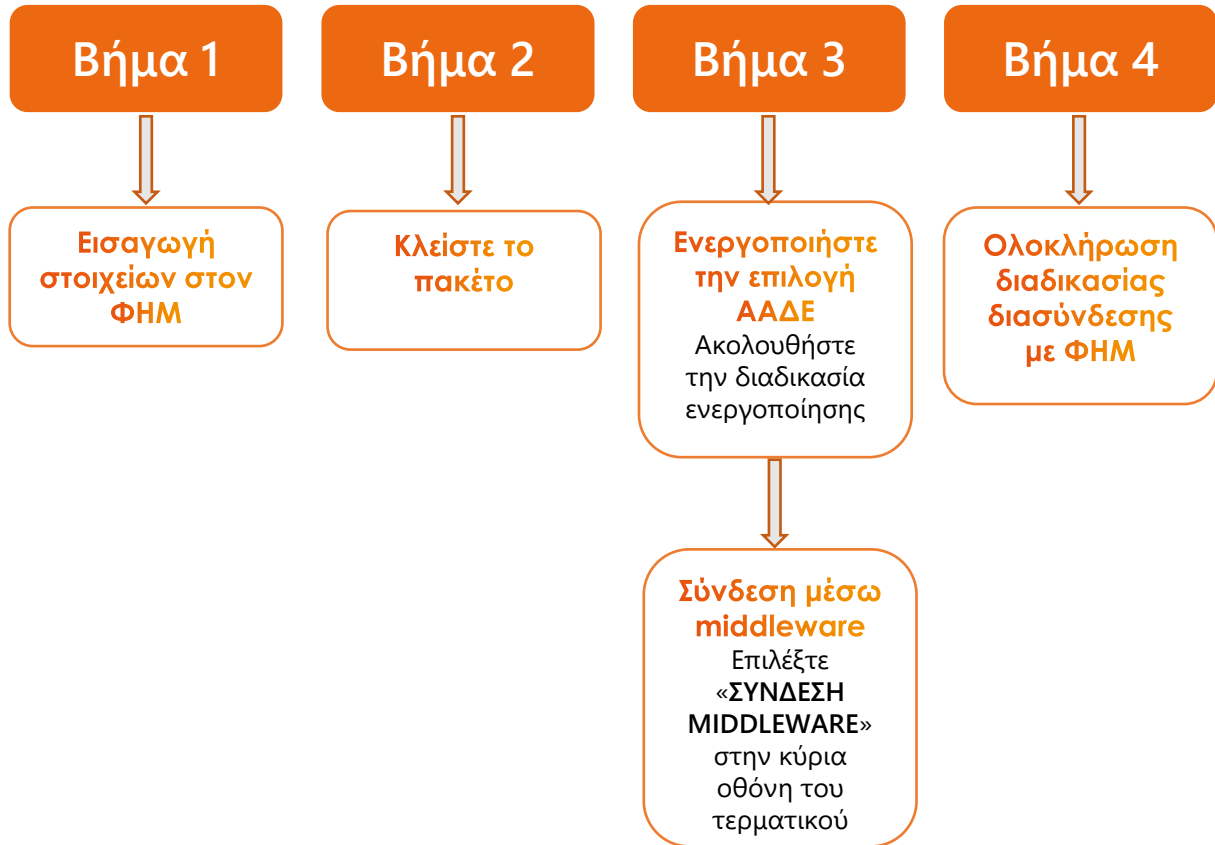 Βήμα 1
Βήμα 2
Βήμα 3
Βήμα 4
Εισαγωγή
στοιχείων στον
ΦΗΜ
Κλείστε το
πακέτο
Ενεργοποιήστε
την επιλογή
ΑΑΔΕ
Ακολουθήστε
την διαδικασία
ενεργοποίησης
Ολοκλήρωση
διαδικασίας
διασύνδεσης
με ΦΗΜ
Σύνδεση μέσω
middleware
Επιλέξτε
«ΣΥΝΔΕΣΗ
MIDDLEWARE»
στην κύρια
οθόνη του
τερματικού